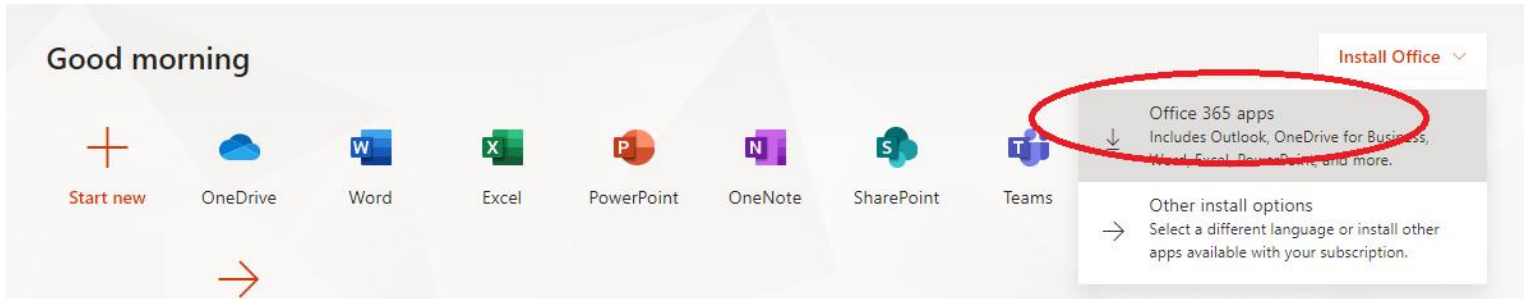 Good morning
Install Office
Office 365 apps
Includes Outlook, OneDrive for Business,
Word, Excel, PowerPoint, and more.
Start new
OneDrive
Word
Excel
PowerPoint
OneNote
SharePoint
Teams
Other install options
Select a different language or install other
apps available with your subscription.